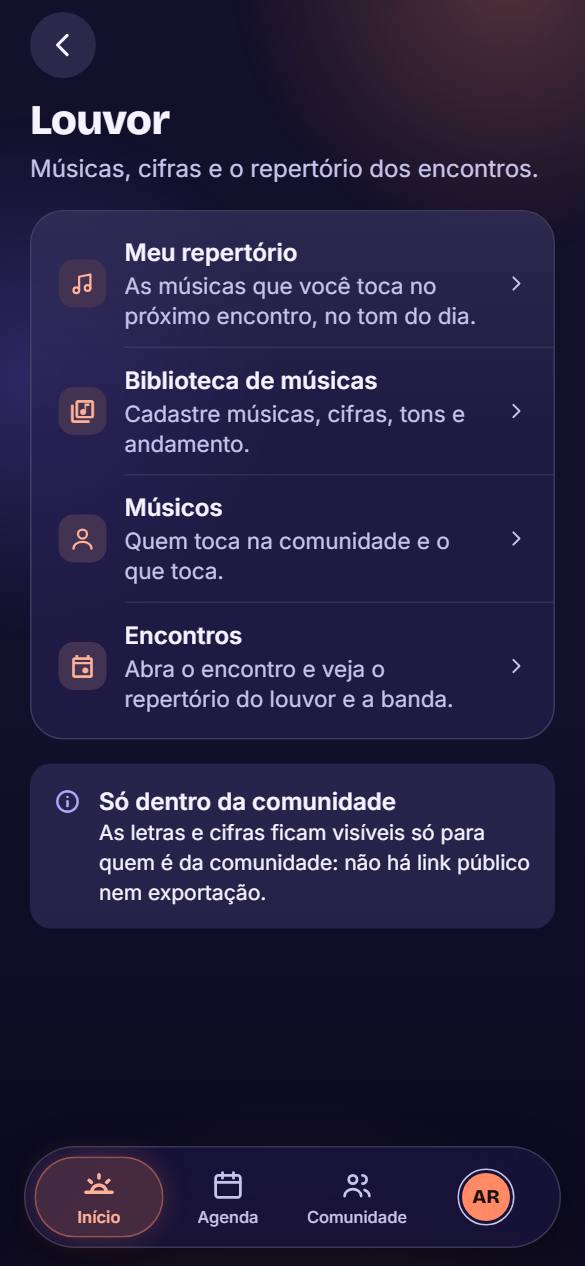 Louvor
Músicas, cifras e o repertório dos encontros.
Meu repertório
As músicas que você toca no
próximo encontro, no tom do dia.
Biblioteca de músicas
Cadastre músicas, cifras, tons e
andamento.
Músicos
Quem toca na comunidade e o
que toca.
Encontros
Abra o encontro e veja o
repertório do louvor e a banda.
Só dentro da comunidade
As letras e cifras ficam visíveis só para
quem é da comunidade: não há link público
nem exportação.
Início
Agenda
Comunidade
AR